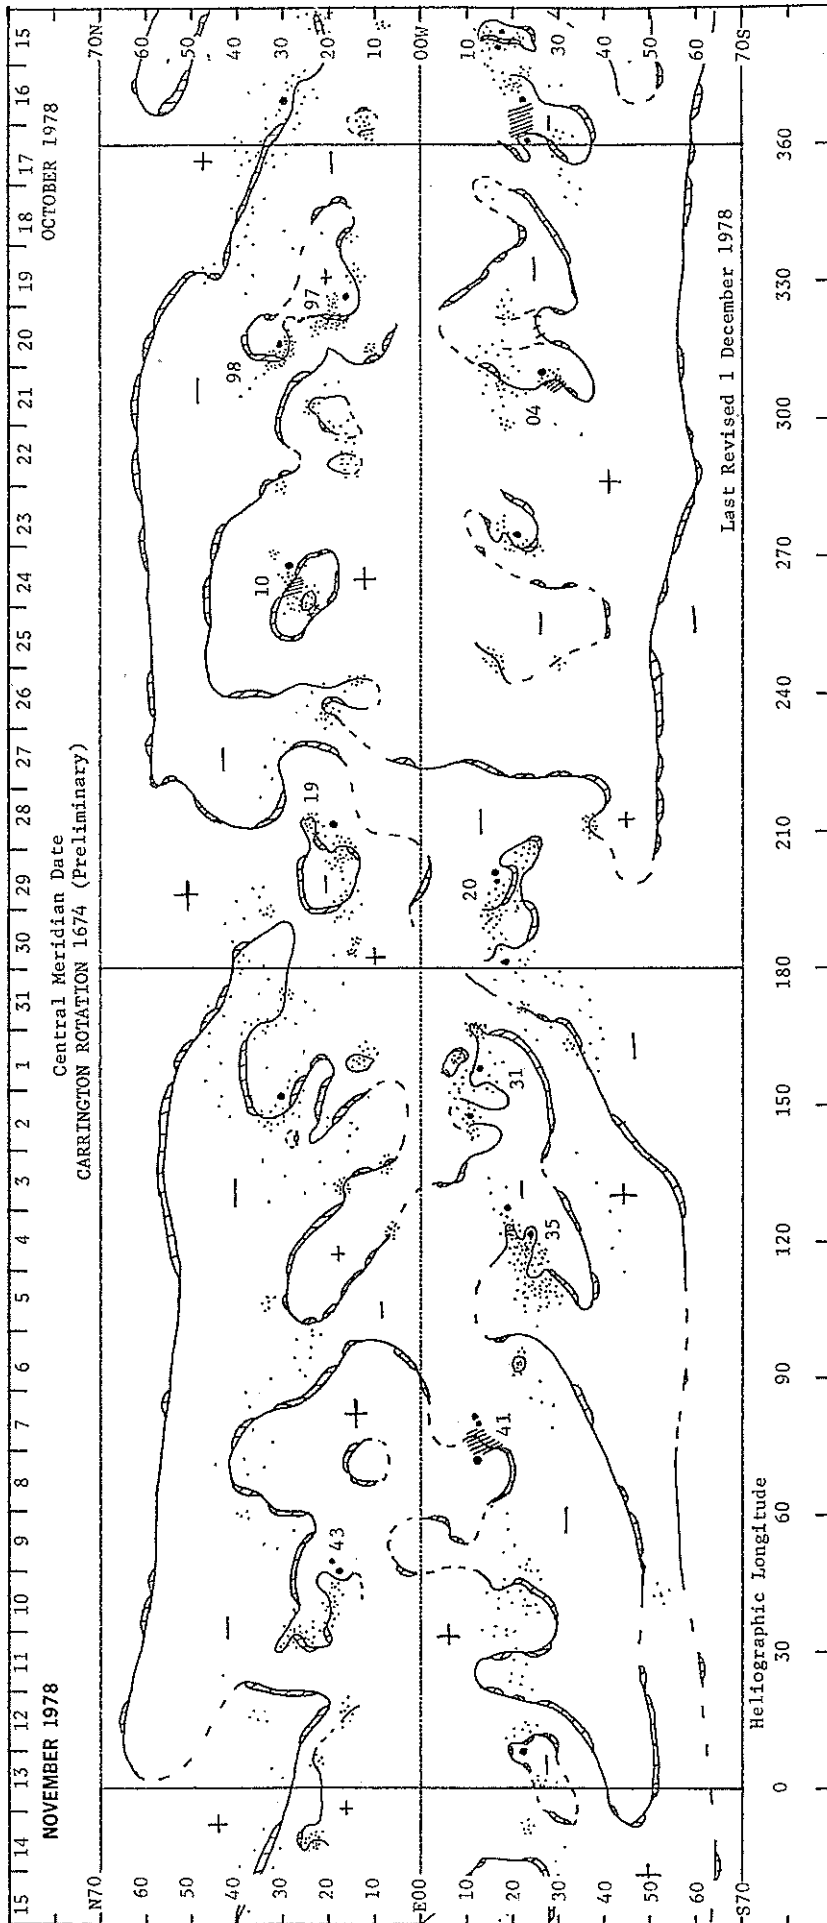 15 14 13 12 11 10 9 8 7 6 5 4 3 2 1 31 30 29 28 27 26 25 24 23 22 21 20 19 18 17 16 15
NOVEMBER 1978
Central Meridian Date
OCTOBER 1978
CARRINGTON ROTATION 1674 (Preliminary)
N70
70N
60
60
50
50
40
40
98
30
30
10
19
43
20
20
97
10
10
E00
00W
10
10
20
41
31
35
04
20
30
30
40
40
50
50
60
60
Last Revised 1 December 1978
S70
70S
Heliographic Longitude
0 30 60 90 120 150 180 210 240 270 300 330 360